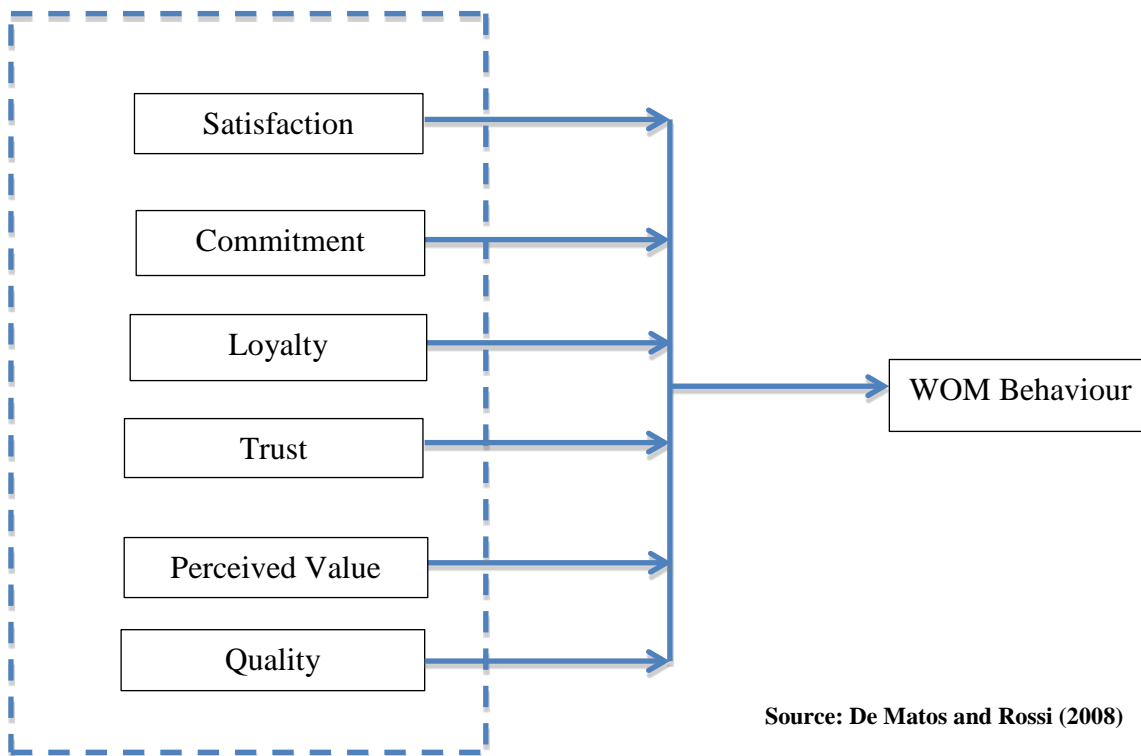 Satisfaction
Commitment
Loyalty
Trust
Perceived Value
Quality
WOM Behaviour
Source: De Matos and Rossi (2008)